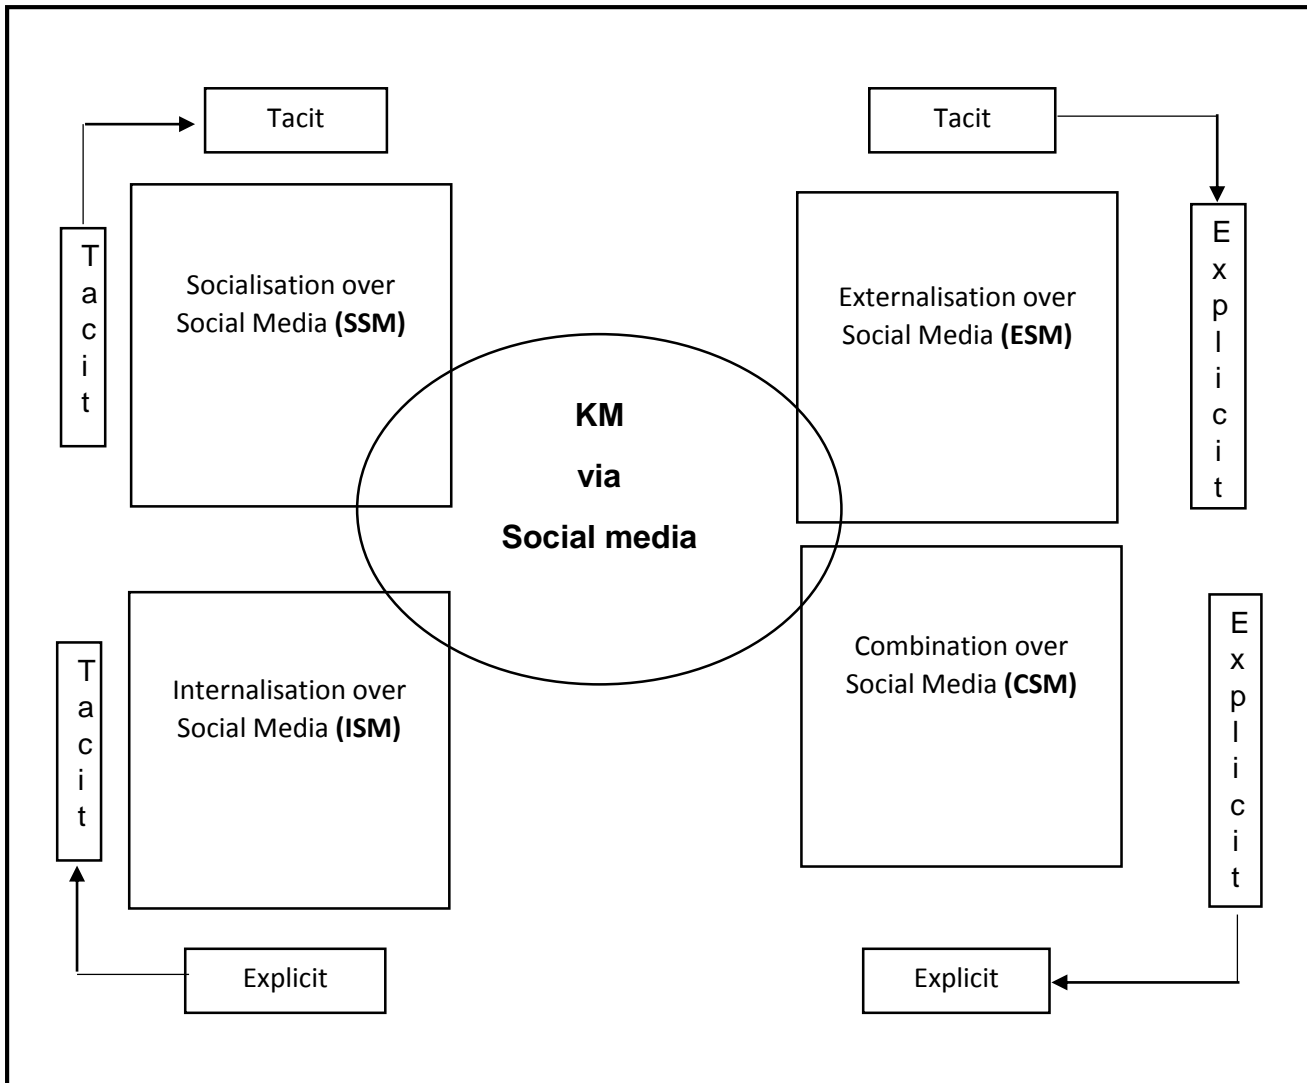 Tacit
Tacit
Tacit
Socialisation over
Social Media (SSM)
Externalisation over
Social Media (ESM)
Explicit
KM
via
Social media
Tacit
Internalisation over
Social Media (ISM)
Combination over
Social Media (CSM)
Explicit
Explicit
Explicit